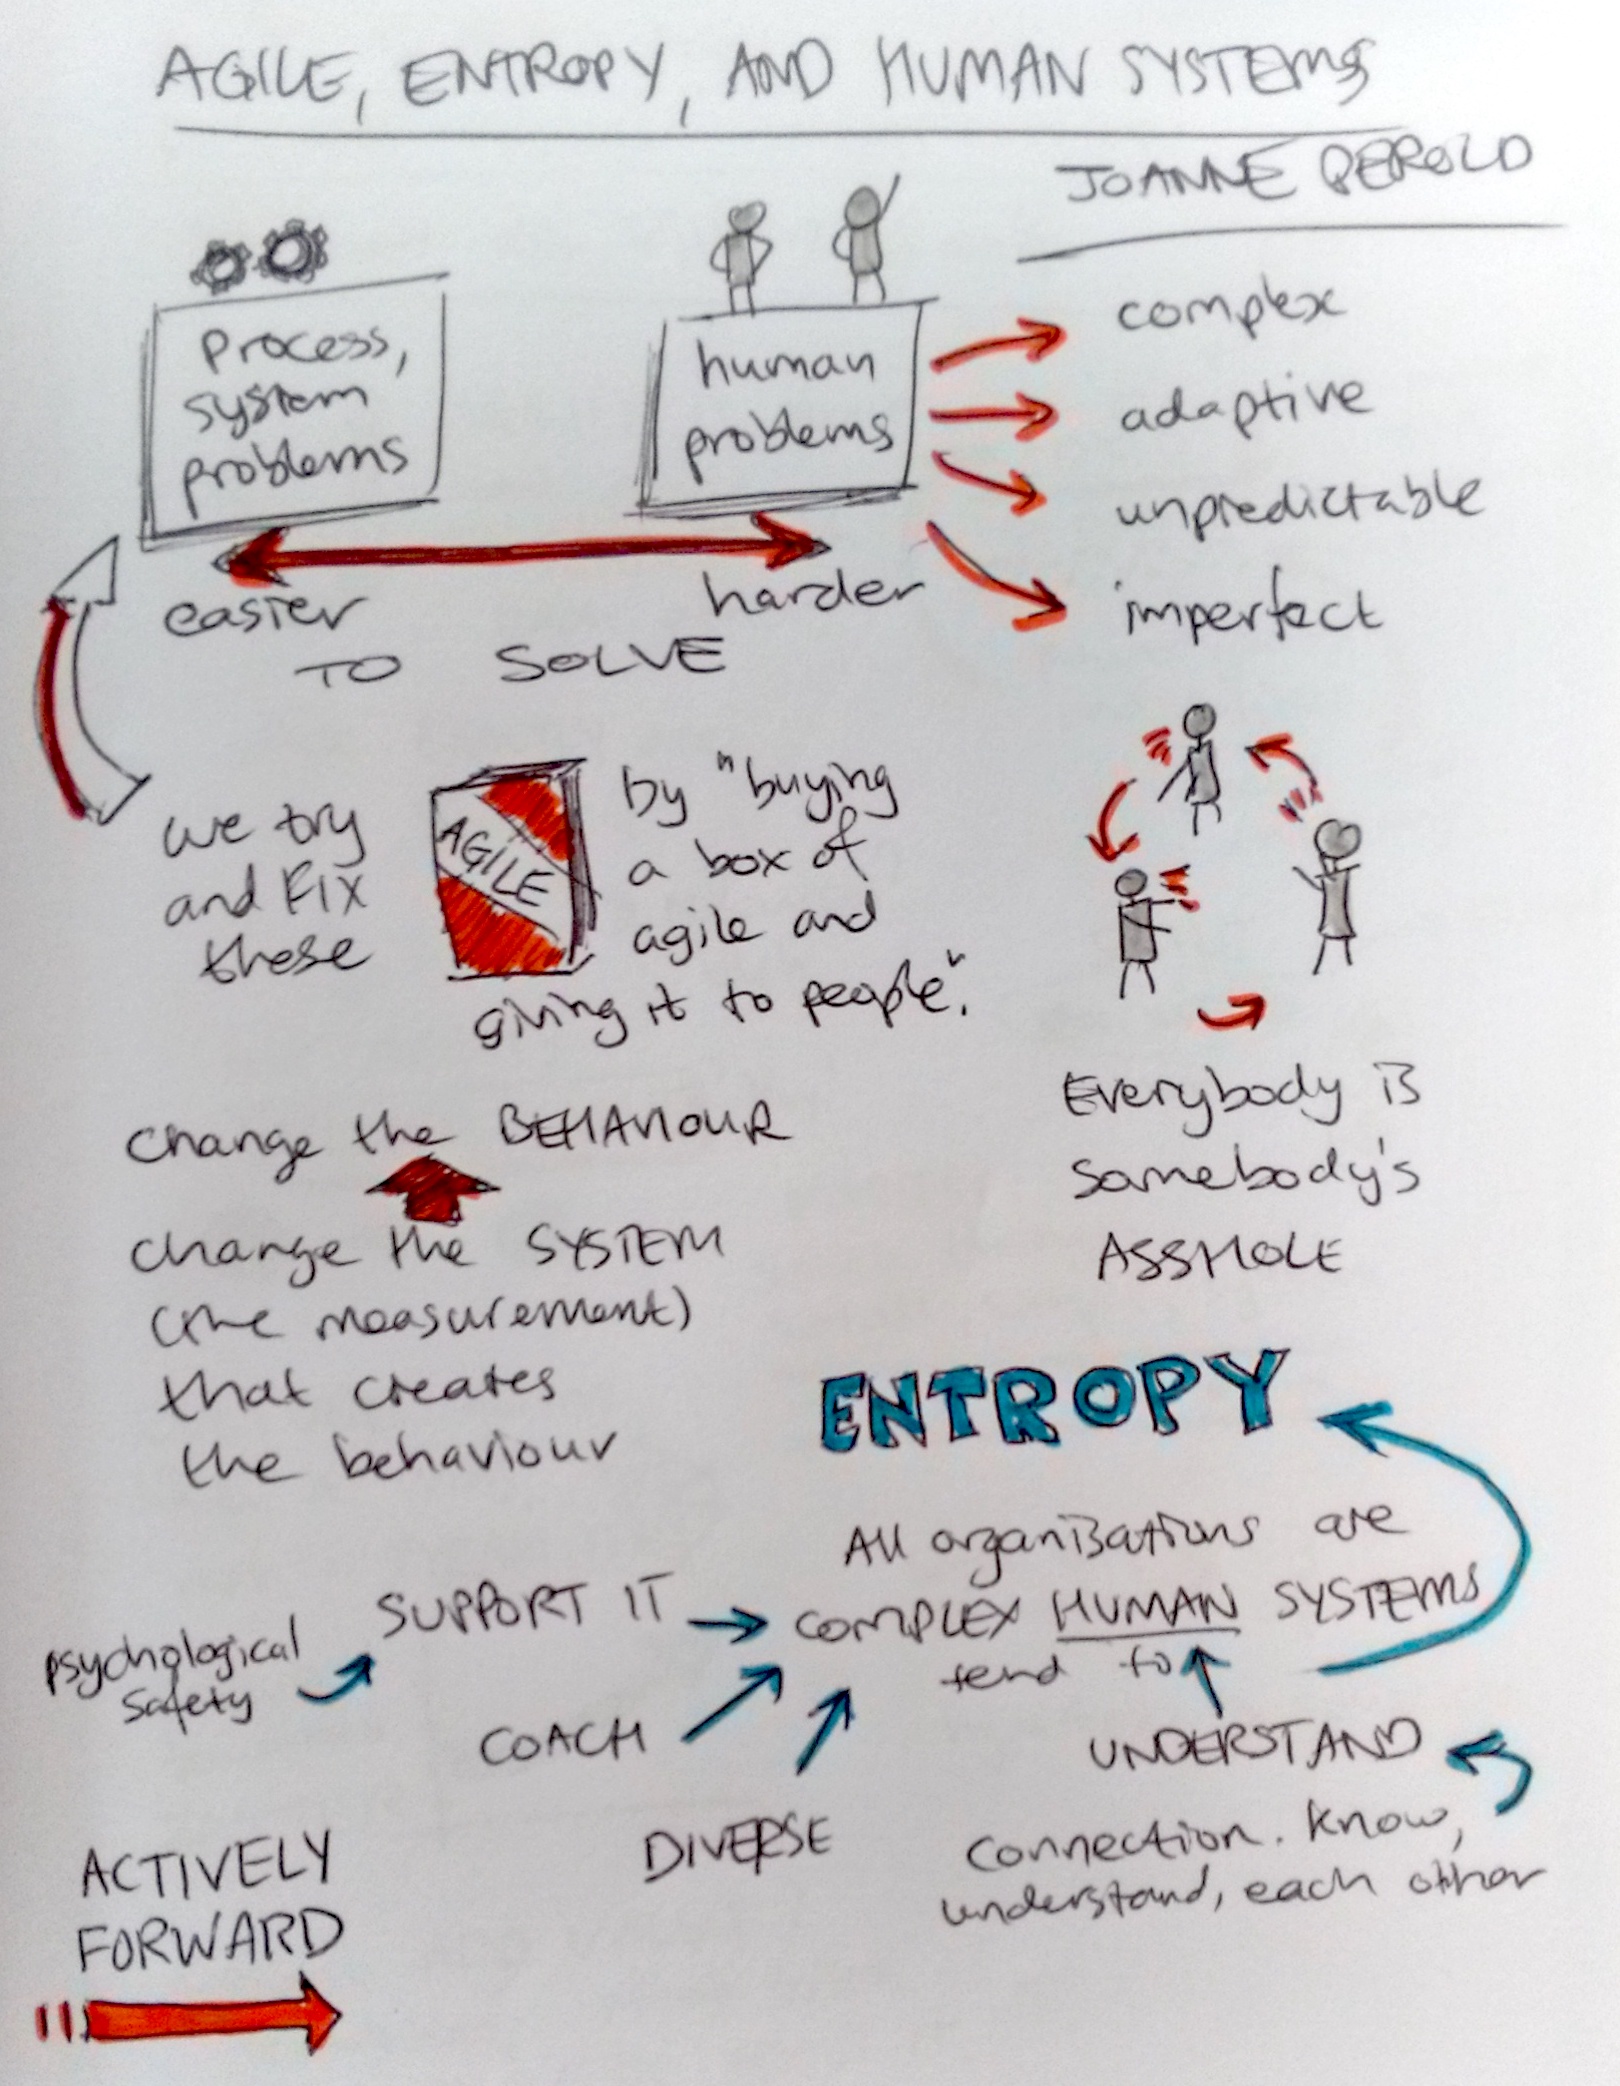 AGILE, ENTROPY, AND HUMAN SYSTEMS
JOANNE PEROLD
process,
system
problems
human
problems
complex
adaptive
unpredictable
imperfect
easier
harder
TO SOLVE
we try
and FIX
these
AGILE
by "buying
a box of
agile and
giving it to people".
Everybody is
somebody's
ASSHOLE
change the BEHAVIOUR
change the SYSTEM
(the measurement)
that creates
the behaviour
ENTROPY
All organisations are
COMPLEX HUMAN SYSTEMS
tend to
SUPPORT IT
psychological
safety
COACH
DIVERSE
UNDERSTAND
connection. Know,
understand, each other
ACTIVELY
FORWARD